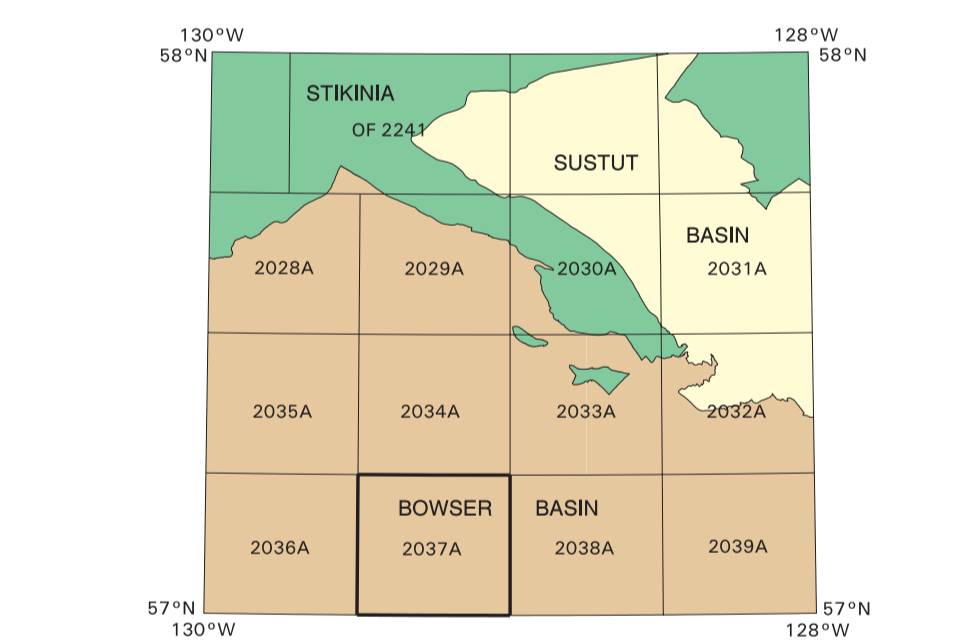 130°W 128°W
58°N 58°N
STIKINIA
OF 2241
SUSTUT
BASIN
2028A 2029A 2030A 2031A
2035A 2034A 2033A 2032A
BOWSER BASIN
2036A 2037A 2038A 2039A
57°N 57°N
130°W 128°W